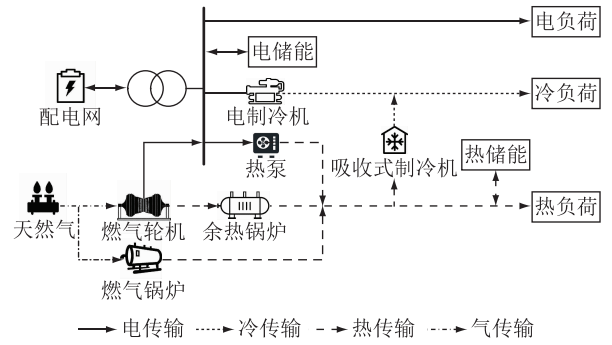 电负荷
电储能
配电网
电制冷机
冷负荷
热泵
吸收式制冷机
热储能
天然气
燃气轮机
余热锅炉
热负荷
燃气锅炉
电传输 冷传输 热传输 气传输